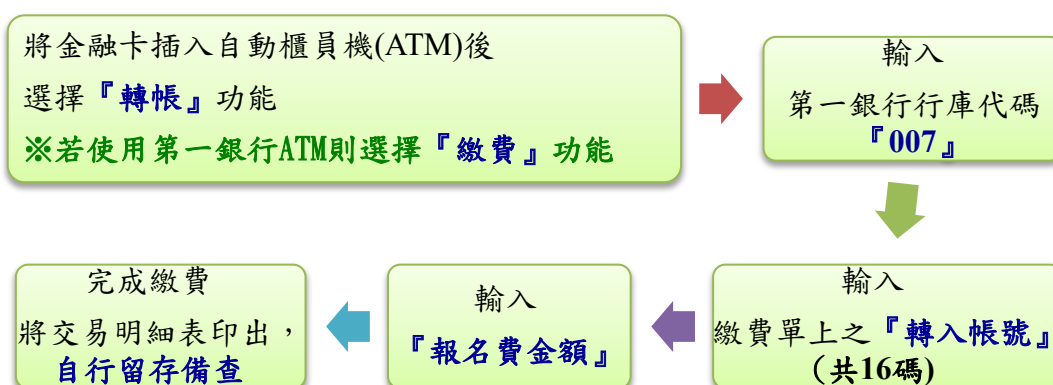 將金融卡插入自動櫃員機(ATM)後
選擇『轉帳』功能
※若使用第一銀行ATM則選擇『繳費』功能
輸入
第一銀行行庫代碼
『007』
輸入
繳費單上之『轉入帳號』
(共16碼)
輸入
『報名費金額』
完成繳費
將交易明細表印出，
自行留存備查